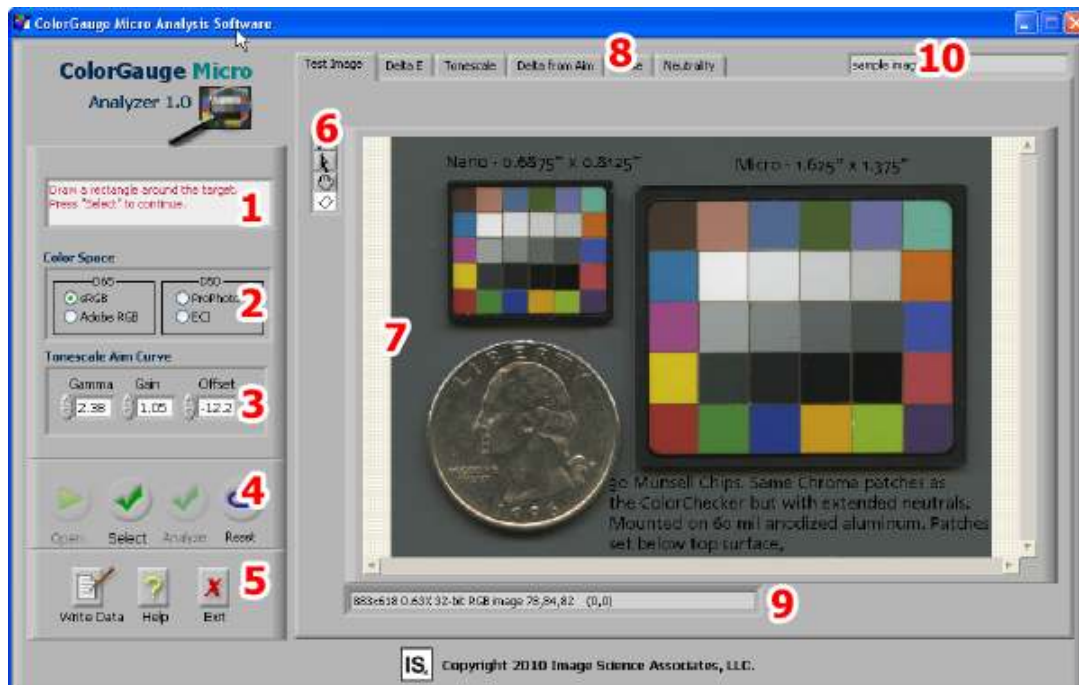 ColorGauge Micro Analysis Software
ColorGauge Micro
Analyzer 1.0
Draw a rectangle around the target.
Press "Select" to continue.
1
Color Space
D65
sRGB
Adobe RGB
D50
ProPhoto
ECI
2
Tonescale Aim Curve
Gamma Gain Offset
2.38 1.05 -12.2
3
4
Open Select Analyze Reset
5
Write Data Help Exit
Test Image Delta E Tonescale Delta from Aim Neutrality
8
sample
10
6
7
Nano - 0.6875" x 0.8125"
Micro - 1.625" x 1.375"
LIBERTY
1996
30 Munsell Chips. Same Chroma patches as
the ColorChecker but with extended neutrals.
Mounted on 60 mil anodized aluminum. Patches
set below top surface,
883x618 0.63X 32-bit RGB image 78,84,82 (0,0)
9
IS. Copyright 2010 Image Science Associates, LLC.